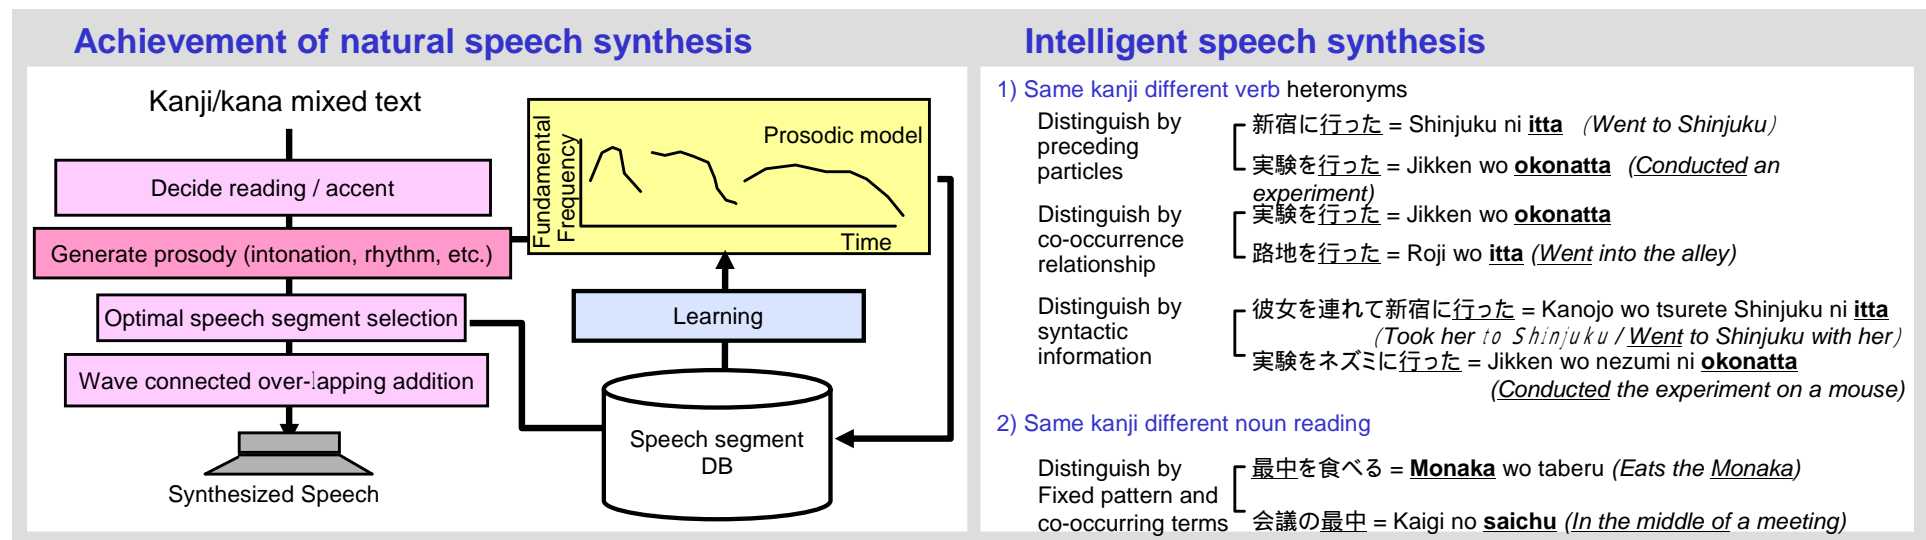 Achievement of natural speech synthesis
Kanji/kana mixed text
Decide reading / accent
Generate prosody (intonation, rhythm, etc.)
Optimal speech segment selection
Wave connected over-lapping addition
Synthesized Speech
Fundamental
Frequency
Prosodic model
Time
Learning
Speech segment
DB
Intelligent speech synthesis
1) Same kanji different verb heteronyms
Distinguish by
preceding
particles
新宿に行った = Shinjuku ni itta （Went to Shinjuku）
実験を行った = Jikken wo okonatta (Conducted an
experiment)
Distinguish by
co-occurrence
relationship
実験を行った = Jikken wo okonatta
路地を行った = Roji wo itta (Went into the alley)
Distinguish by
syntactic
information
彼女を連れて新宿に行った = Kanojo wo tsurete Shinjuku ni itta
（Took her to Shinjuku / Went to Shinjuku with her）
実験をネズミに行った = Jikken wo nezumi ni okonatta
(Conducted the experiment on a mouse)
2) Same kanji different noun reading
Distinguish by
Fixed pattern and
co-occurring terms
最中を食べる = Monaka wo taberu (Eats the Monaka)
会議の最中 = Kaigi no saichu (In the middle of a meeting)